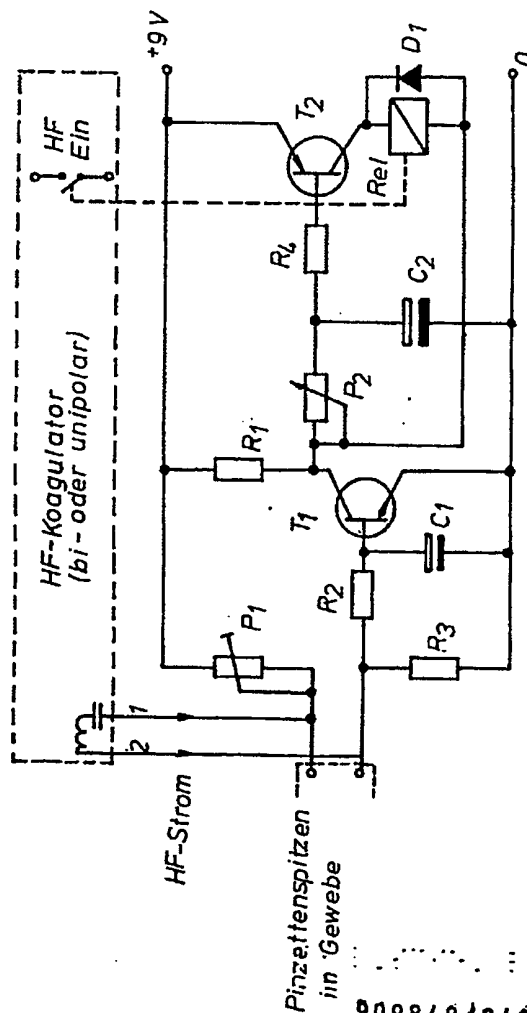 HF-Koagulator
(bi- oder unipolar)
HF
Ein
+9V
1
2
HF-Strom
P1
R1
T2
D1
Rel
R4
P2
C2
T1
R2
C1
R3
0
Pinzettenspitzen
im Gewebe